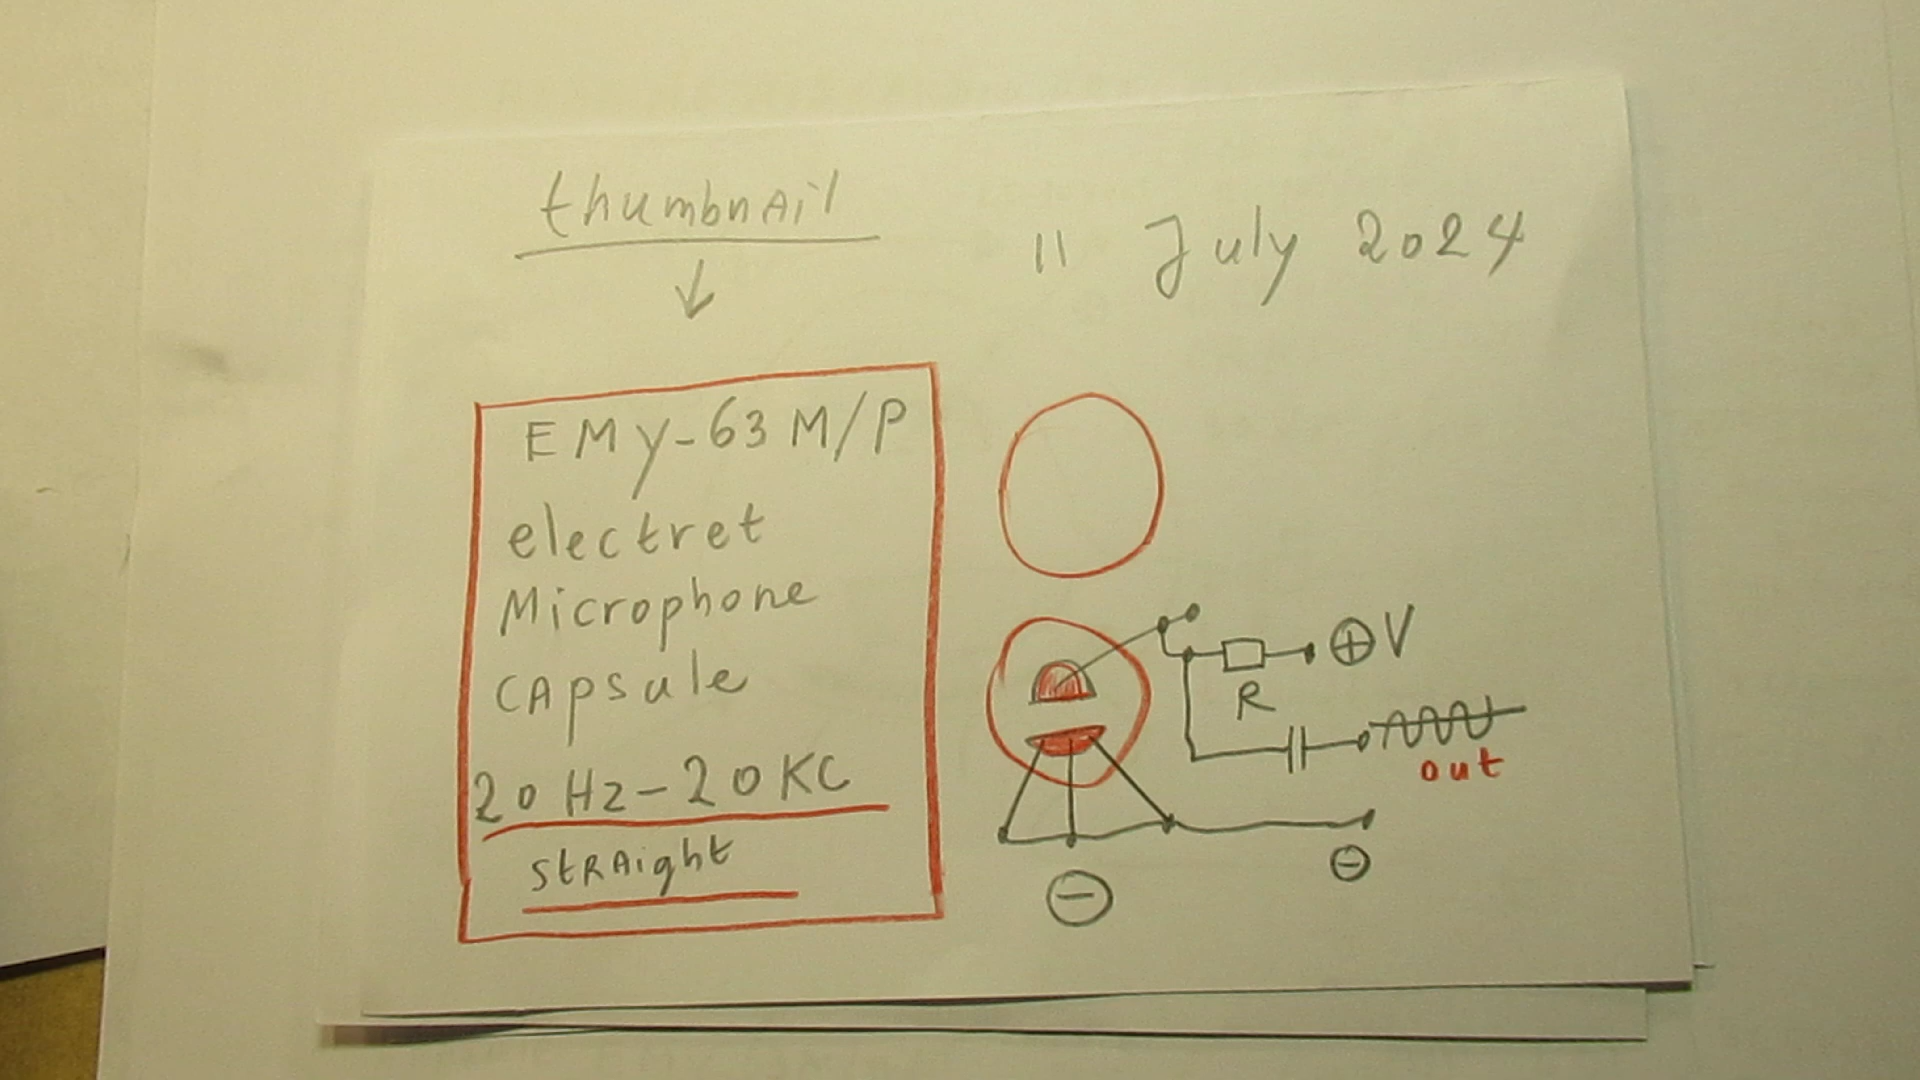 thumbnAil
11 July 2024
EMy-63 M/P
electret
Microphone
CApsule
20 Hz-20 KC
stRAight
⊕ V
R
out
⊖
⊖